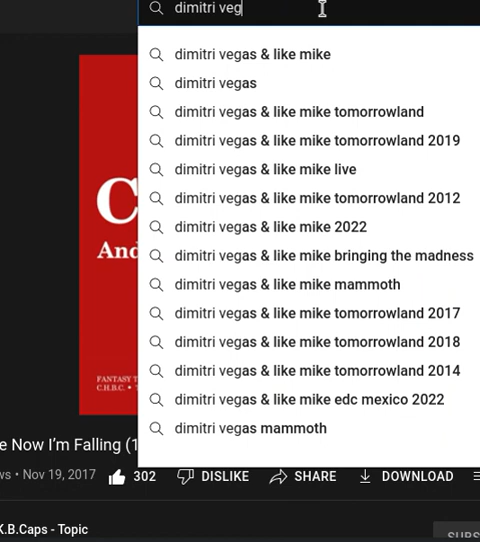 dimitri veg
dimitri vegas & like mike
dimitri vegas
dimitri vegas & like mike tomorrowland
dimitri vegas & like mike tomorrowland 2019
dimitri vegas & like mike live
dimitri vegas & like mike tomorrowland 2012
dimitri vegas & like mike 2022
dimitri vegas & like mike bringing the madness
dimitri vegas & like mike mammoth
dimitri vegas & like mike tomorrowland 2017
dimitri vegas & like mike tomorrowland 2018
dimitri vegas & like mike tomorrowland 2014
dimitri vegas & like mike edc mexico 2022
dimitri vegas mammoth
C
And
FANTASY T
C.H.B.C. • T
e Now I'm Falling (1
ws • Nov 19, 2017 302 DISLIKE SHARE DOWNLOAD
K.B.Caps - Topic
SUBS